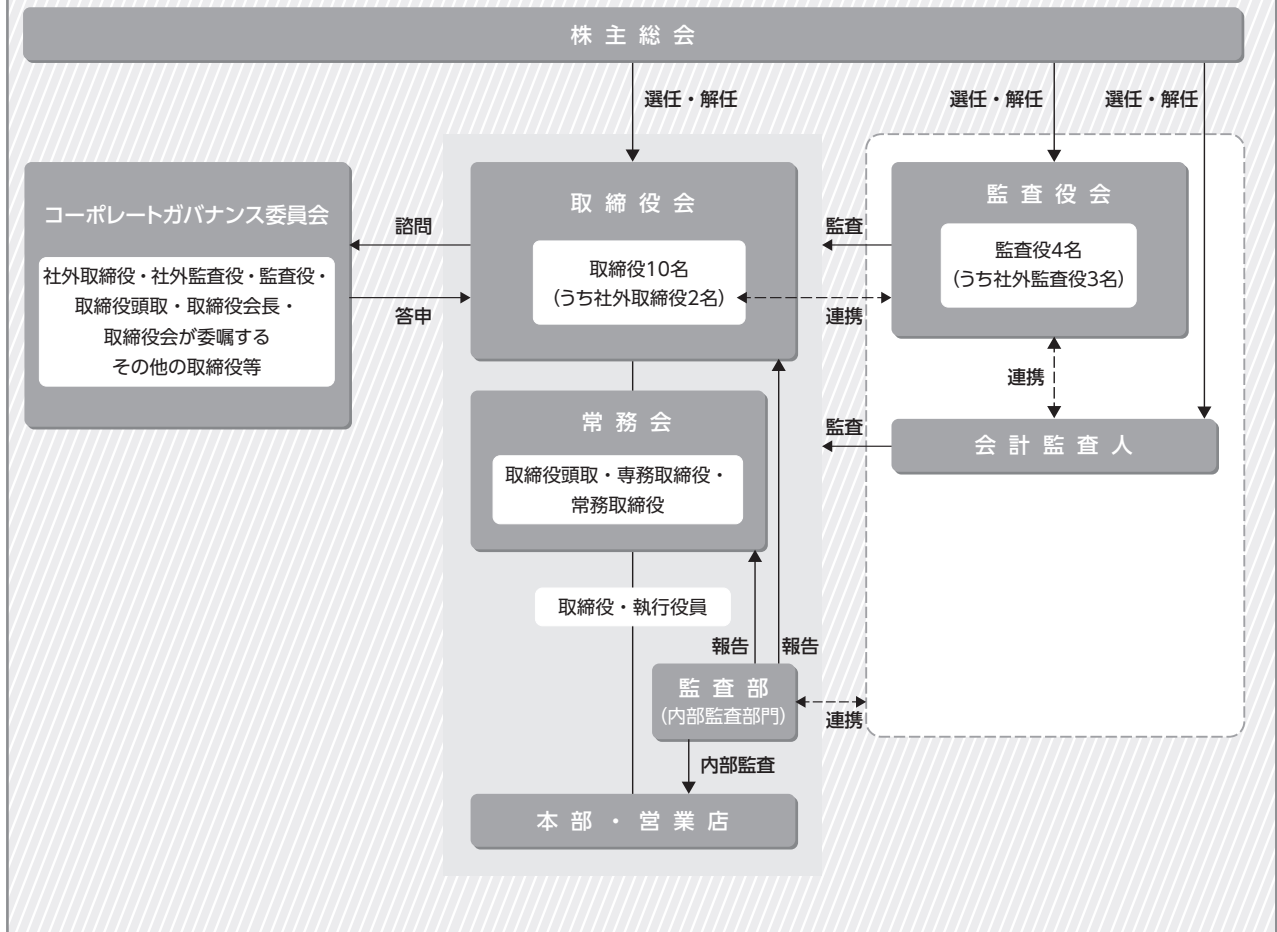 株主総会
選任・解任
選任・解任
選任・解任
コーポレートガバナンス委員会
社外取締役・社外監査役・監査役・
取締役頭取・取締役会長・
取締役会が委嘱する
その他の取締役等
諮問
答申
取締役会
取締役10名
(うち社外取締役2名)
監査
連携
監査役会
監査役4名
(うち社外監査役3名)
連携
常務会
取締役頭取・専務取締役・
常務取締役
監査
会計監査人
取締役・執行役員
報告
報告
監査部
(内部監査部門)
連携
内部監査
本部・営業店